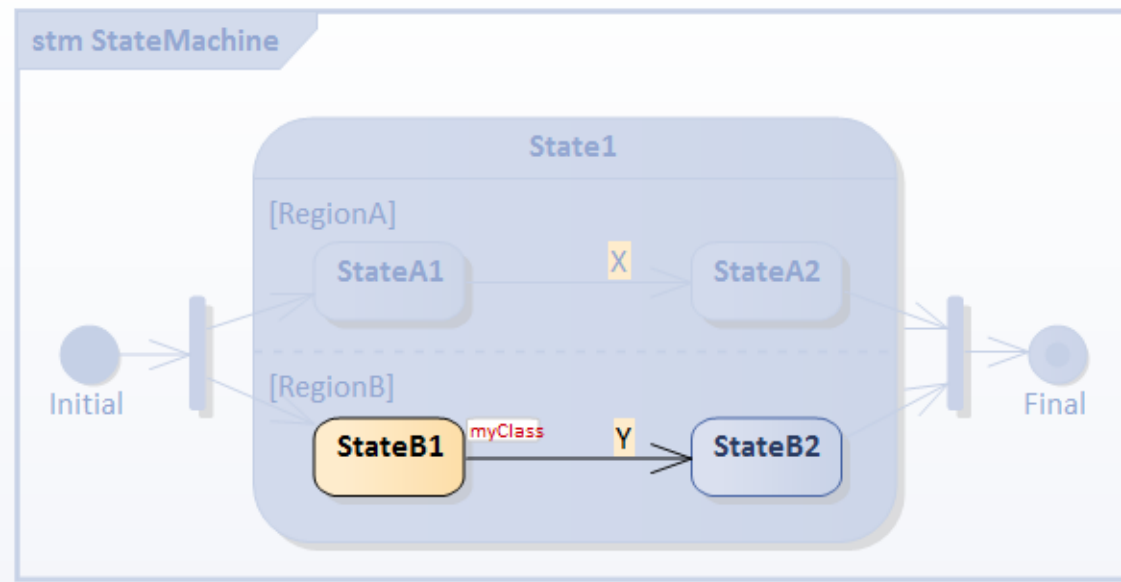 stm StateMachine
State1
[RegionA]
StateA1
X
StateA2
Initial
[RegionB]
StateB1
myClass
Y
StateB2
Final